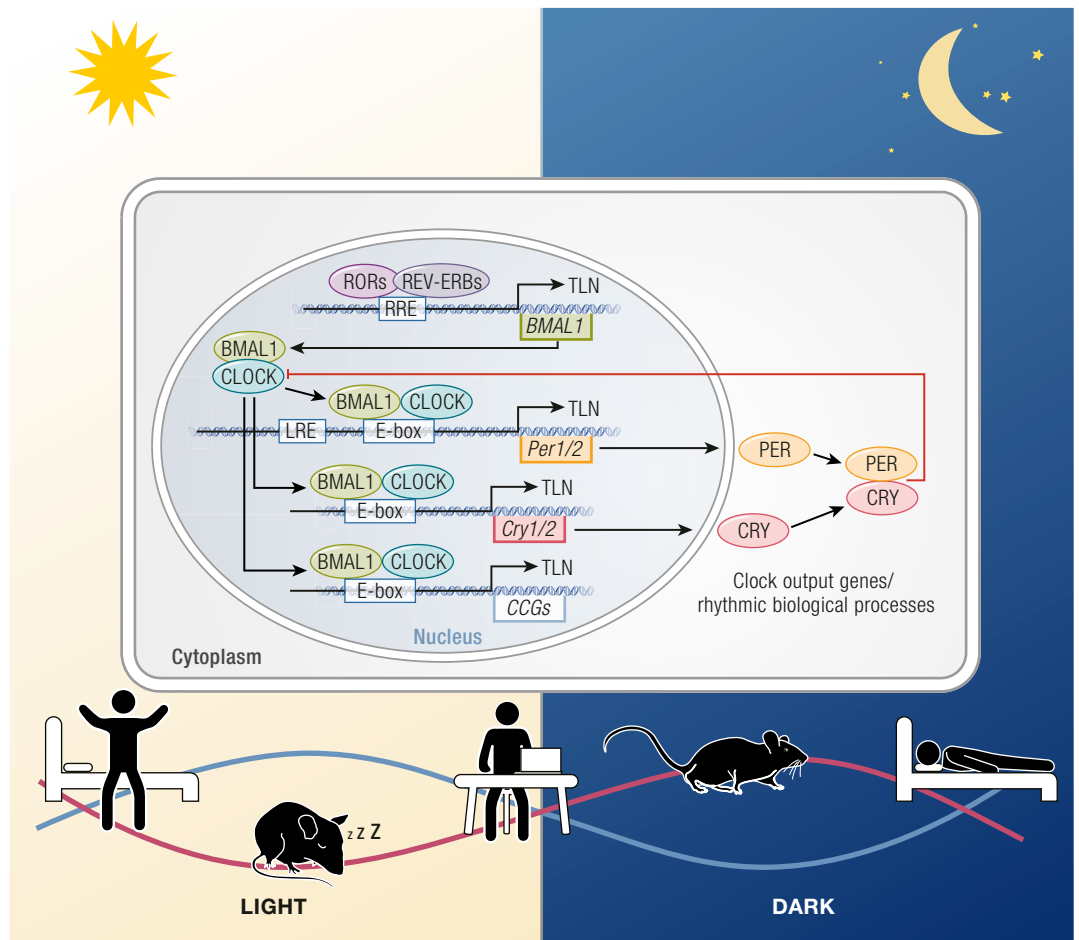 RORs REV-ERBs
TLN
RRE
BMAL1
BMAL1
CLOCK
BMAL1 CLOCK
TLN
LRE E-box
Per1/2
PER
PER
CRY
BMAL1 CLOCK
TLN
E-box
Cry1/2
CRY
BMAL1 CLOCK
TLN
E-box
CCGs
Clock output genes/
rhythmic biological processes
Nucleus
Cytoplasm
z z Z
LIGHT
DARK